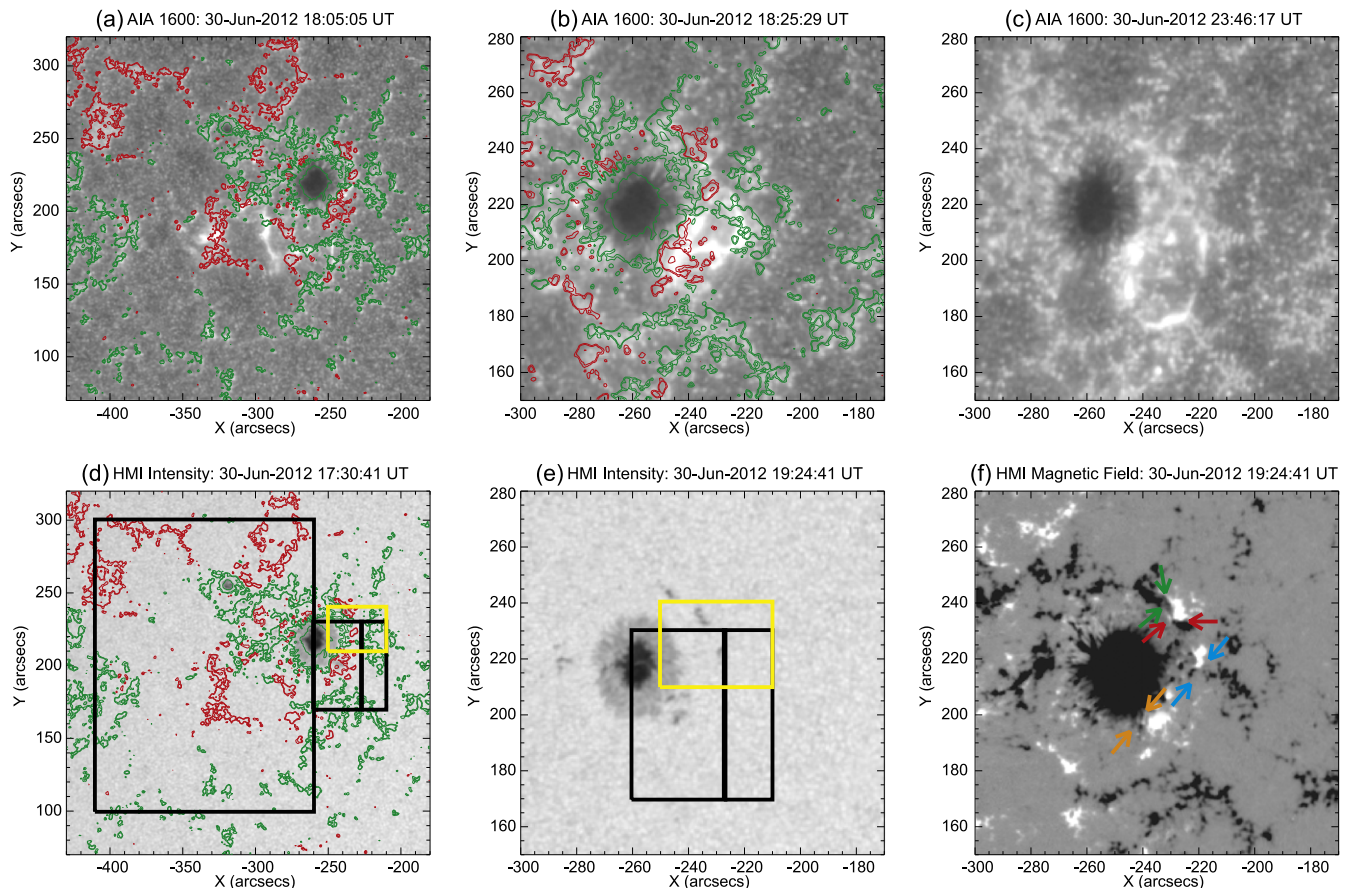 (a) AIA 1600: 30-Jun-2012 18:05:05 UT
(b) AIA 1600: 30-Jun-2012 18:25:29 UT
(c) AIA 1600: 30-Jun-2012 23:46:17 UT
300
250
200
150
100
Y (arcsecs)
-400 -350 -300 -250 -200
X (arcsecs)
280
260
240
220
200
180
160
Y (arcsecs)
-300 -280 -260 -240 -220 -200 -180
X (arcsecs)
280
260
240
220
200
180
160
Y (arcsecs)
-300 -280 -260 -240 -220 -200 -180
X (arcsecs)
(d) HMI Intensity: 30-Jun-2012 17:30:41 UT
(e) HMI Intensity: 30-Jun-2012 19:24:41 UT
(f) HMI Magnetic Field: 30-Jun-2012 19:24:41 UT
300
250
200
150
100
Y (arcsecs)
-400 -350 -300 -250 -200
X (arcsecs)
280
260
240
220
200
180
160
Y (arcsecs)
-300 -280 -260 -240 -220 -200 -180
X (arcsecs)
280
260
240
220
200
180
160
Y (arcsecs)
-300 -280 -260 -240 -220 -200 -180
X (arcsecs)